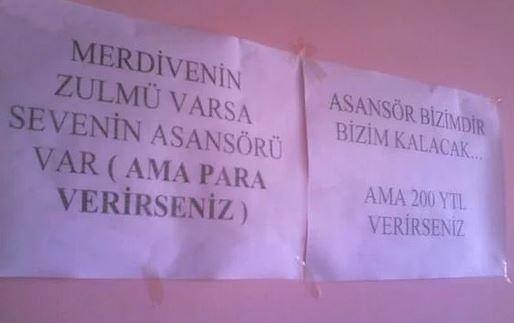 MERDİVENİN
ZULMÜ VARSA
SEVENİN ASANSÖRÜ
VAR ( AMA PARA
VERİRSENİZ )
ASANSÖR BİZİMDİR
BİZİM KALACAK...
AMA 200 YTL
VERİRSENİZ